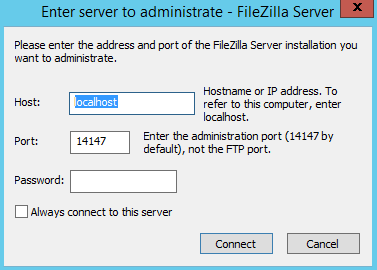 Enter server to administrate - FileZilla Server
x
Please enter the address and port of the FileZilla Server installation you
want to administrate.
Host:
localhost
Hostname or IP address. To
refer to this computer, enter
localhost.
Port:
14147
Enter the administration port (14147 by
default), not the FTP port.
Password:
Always connect to this server
Connect
Cancel